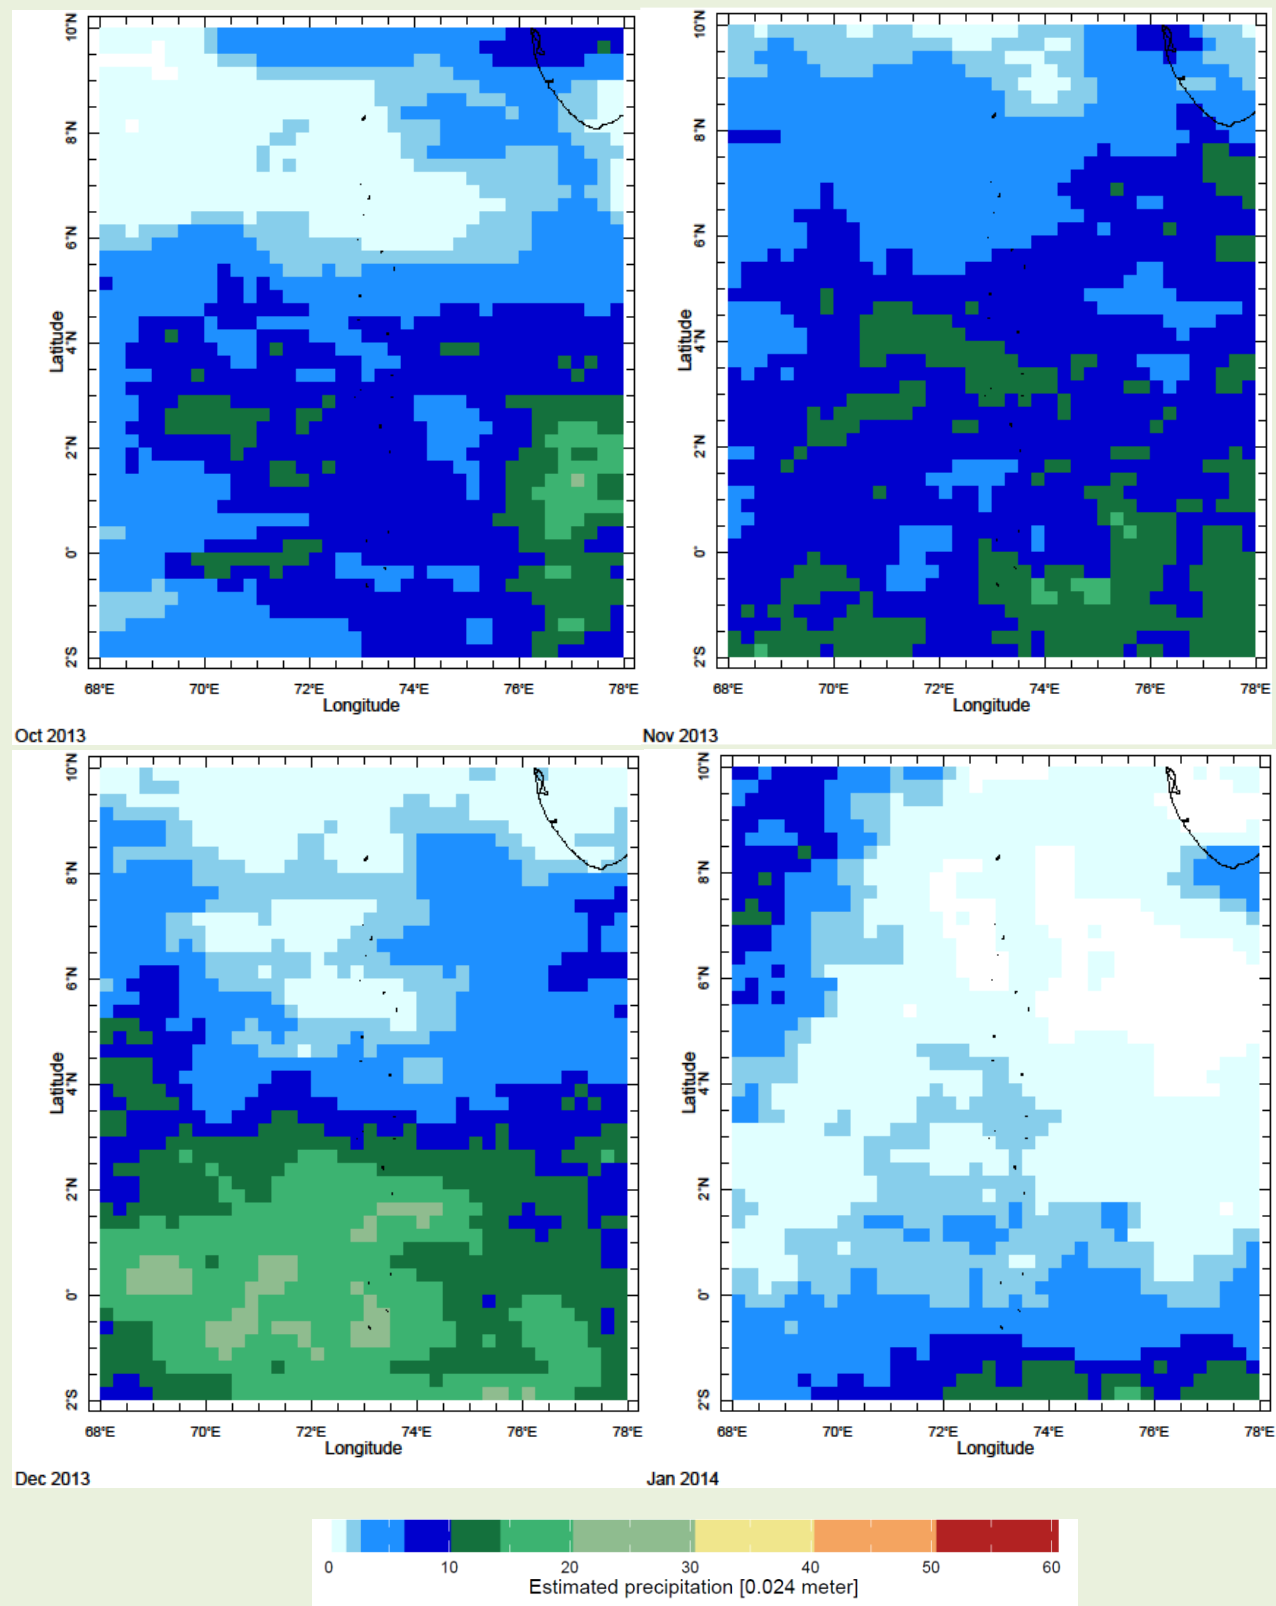 10°N
8°N
6°N
4°N
2°N
0°
2°S
Latitude
68°E 70°E 72°E 74°E 76°E 78°E
Longitude
Oct 2013
10°N
8°N
6°N
4°N
2°N
0°
2°S
Latitude
68°E 70°E 72°E 74°E 76°E 78°E
Longitude
Nov 2013
10°N
8°N
6°N
4°N
2°N
0°
2°S
Latitude
68°E 70°E 72°E 74°E 76°E 78°E
Longitude
Dec 2013
10°N
8°N
6°N
4°N
2°N
0°
2°S
Latitude
68°E 70°E 72°E 74°E 76°E 78°E
Longitude
Jan 2014
0 10 20 30 40 50 60
Estimated precipitation [0.024 meter]